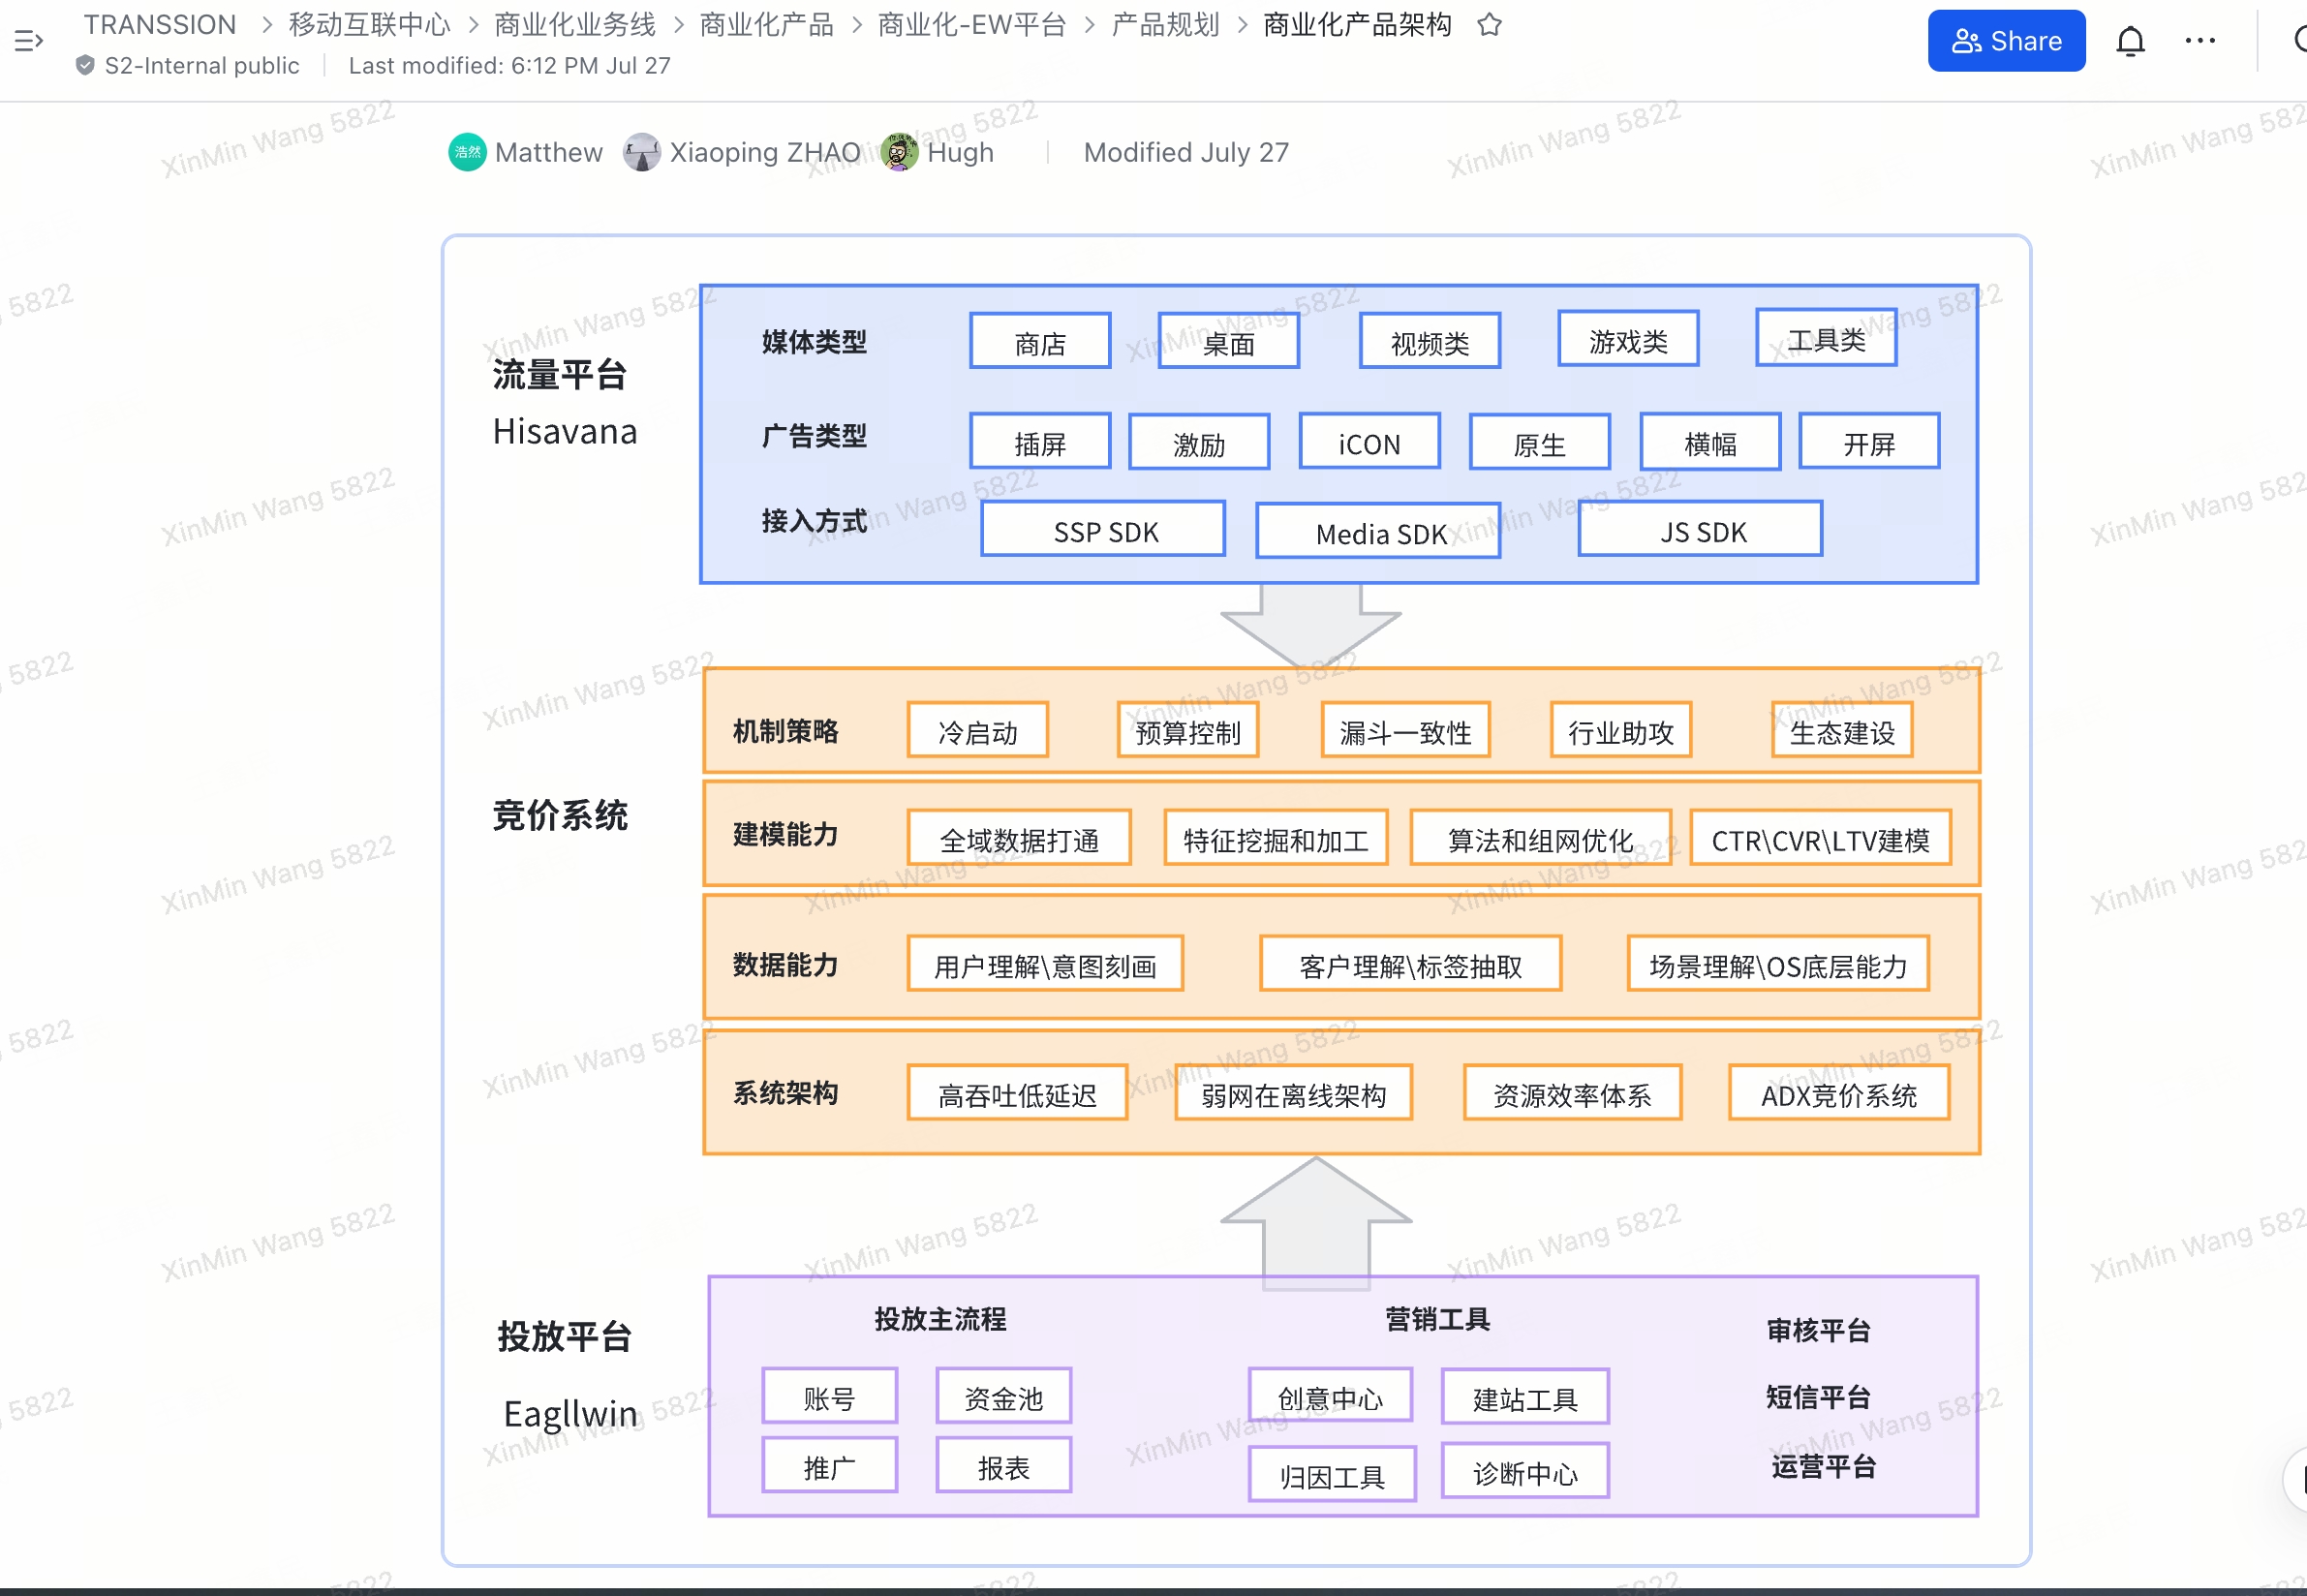 TRANSSION > 移动互联中心 > 商业化业务线 > 商业化产品 > 商业化-EW平台 > 产品规划 > 商业化产品架构
S2-Internal public | Last modified: 6:12 PM Jul 27
Share
浩然 Matthew Xiaoping ZHAO Hugh | Modified July 27
流量平台
Hisavana
媒体类型 商店 桌面 视频类 游戏类 工具类
广告类型 插屏 激励 iCON 原生 横幅 开屏
接入方式 SSP SDK Media SDK JS SDK
竞价系统
机制策略 冷启动 预算控制 漏斗一致性 行业助攻 生态建设
建模能力 全域数据打通 特征挖掘和加工 算法和组网优化 CTR\CVR\LTV建模
数据能力 用户理解\意图刻画 客户理解\标签抽取 场景理解\OS底层能力
系统架构 高吞吐低延迟 弱网在离线架构 资源效率体系 ADX竞价系统
投放平台
Eagllwin
投放主流程 营销工具 审核平台
账号 资金池 创意中心 建站工具 短信平台
推广 报表 归因工具 诊断中心 运营平台
XinMin Wang 5822